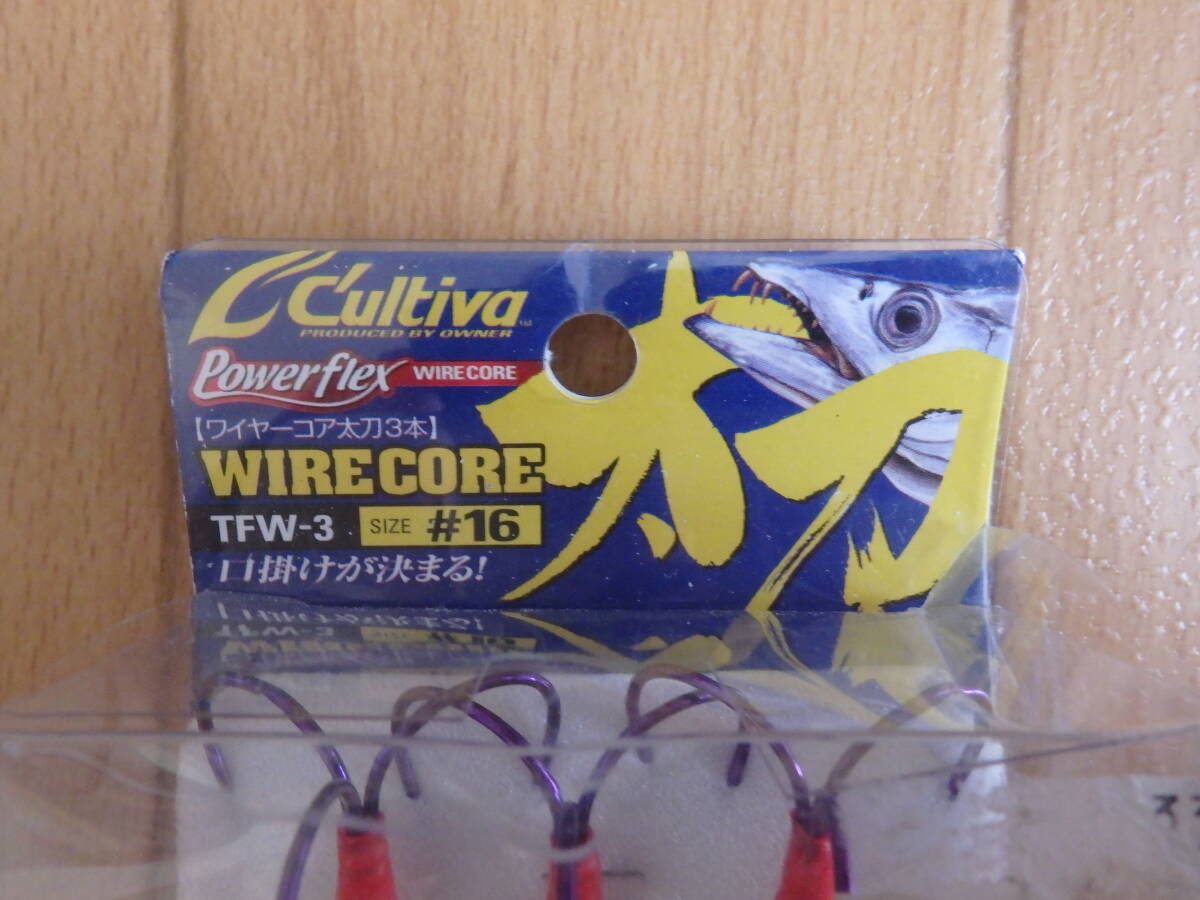 C'ultiva™
PRODUCED BY OWNER
Powerflex WIRE CORE
【ワイヤーコア太刀3本】
WIRE CORE
TFW-3 SIZE #16
口掛けが決まる!
太刀